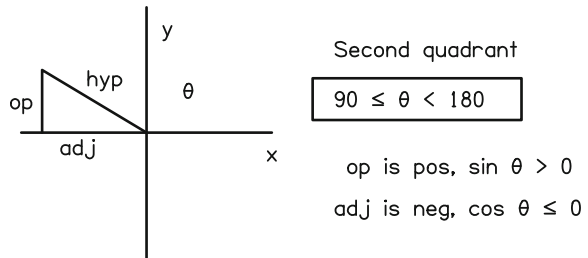 y
Second quadrant
hyp
θ
op
90 ≤ θ < 180
adj
x
op is pos, sin θ > 0
adj is neg, cos θ ≤ 0